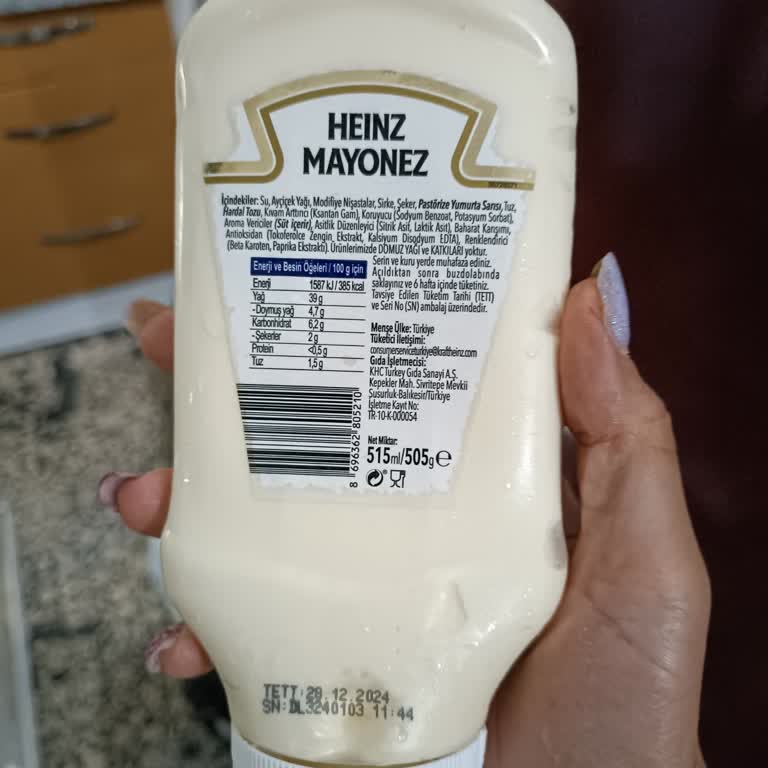 HEINZ
MAYONEZ
İçindekiler: Su, Ayçiçek Yağı, Modifiye Nişastalar, Sirke, Şeker, Pastörize Yumurta Sarısı, Tuz,
Hardal Tozu, Kıvam Arttırıcı (Ksantan Gam), Koruyucu (Sodyum Benzoat, Potasyum Sorbat),
Aroma Vericiler (Süt içerir), Asitlik Düzenleyici (Sitrik Asit, Laktik Asit), Baharat Karışımı,
Antioksidan (Tokoferolce Zengin Ekstrakt, Kalsiyum Disodyum EDTA), Renklendirici
(Beta Karoten, Paprika Ekstraktı). Ürünlerimizde DOMUZ YAĞI ve KATKILARI yoktur.
Enerji ve Besin Öğeleri / 100 g için
Enerji 1587 kJ / 385 kcal
Yağ 39 g
-Doymuş yağ 4,7 g
Karbonhidrat 6,2 g
-Şekerler 2 g
Protein <0,5 g
Tuz 1,5 g
Serin ve kuru yerde muhafaza ediniz.
Açıldıktan sonra buzdolabında
saklayınız ve 6 hafta içinde tüketiniz.
Tavsiye Edilen Tüketim Tarihi (TETT)
ve Seri No (SN) ambalaj üzerindedir.
Menşe Ülke: Türkiye
Tüketici İletişimi:
consumerserviceturkiye@kraftheinz.com
Gıda İşletmecisi:
KHC Turkey Gıda Sanayi A.Ş.
Kepekler Mah. Sivritepe Mevkii
Susurluk-Balıkesir/Türkiye
İşletme Kayıt No:
TR-10-K-000054
Net Miktar:
515ml/505g e
8 696362 805210
TETT:28.12.2024
SN:DL3240103 11:44